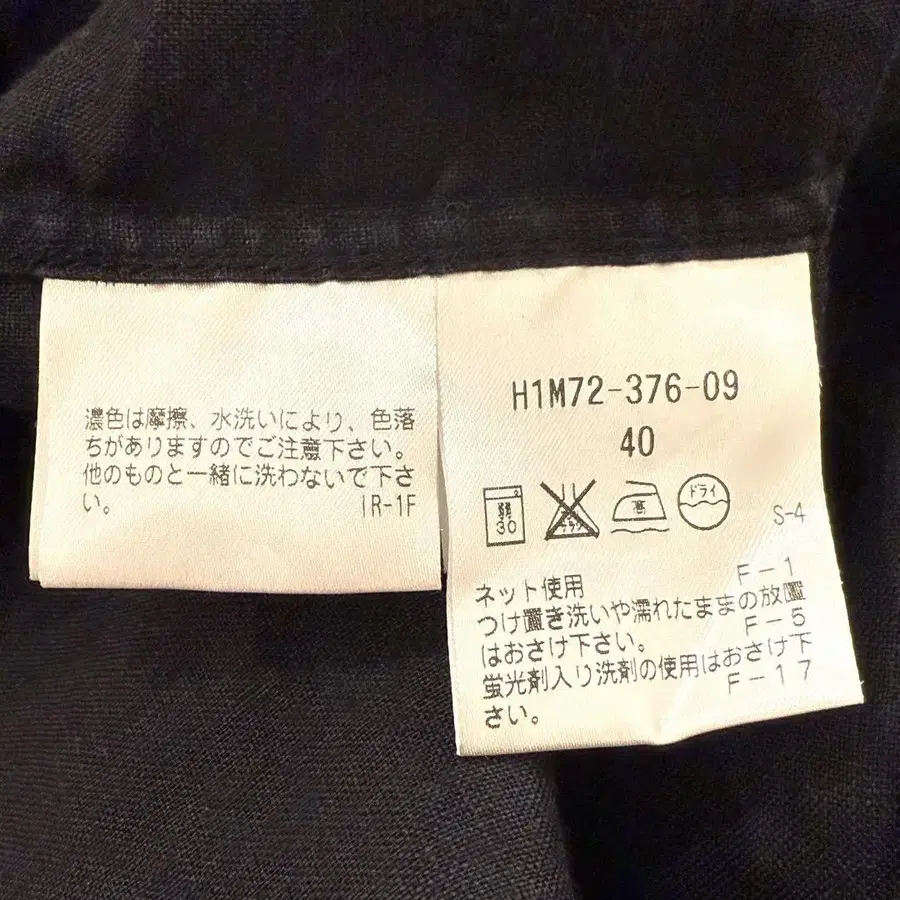 濃色は摩擦、水洗いにより、色落
ちがありますのでご注意下さい。
他のものと一緒に洗わないで下さ
い。
IR-1F
H1M72-376-09
40
弱
30
高
ドライ
S-4
F-1
ネット使用
つけ置き洗いや濡れたままの放置
F-5
はおさけ下さい。
蛍光剤入り洗剤の使用はおさけ下
F-17
さい。